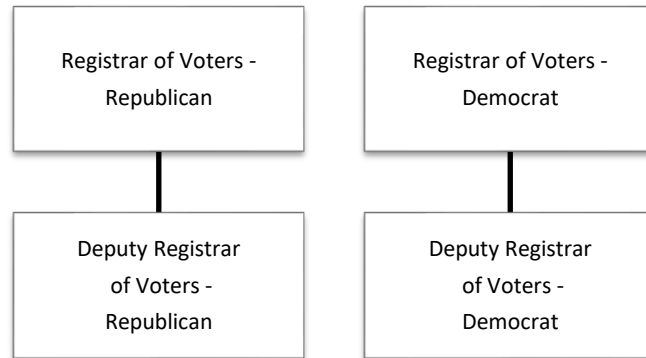 Registrar of Voters -
Republican
Registrar of Voters -
Democrat
Deputy Registrar
of Voters -
Republican
Deputy Registrar
of Voters -
Democrat